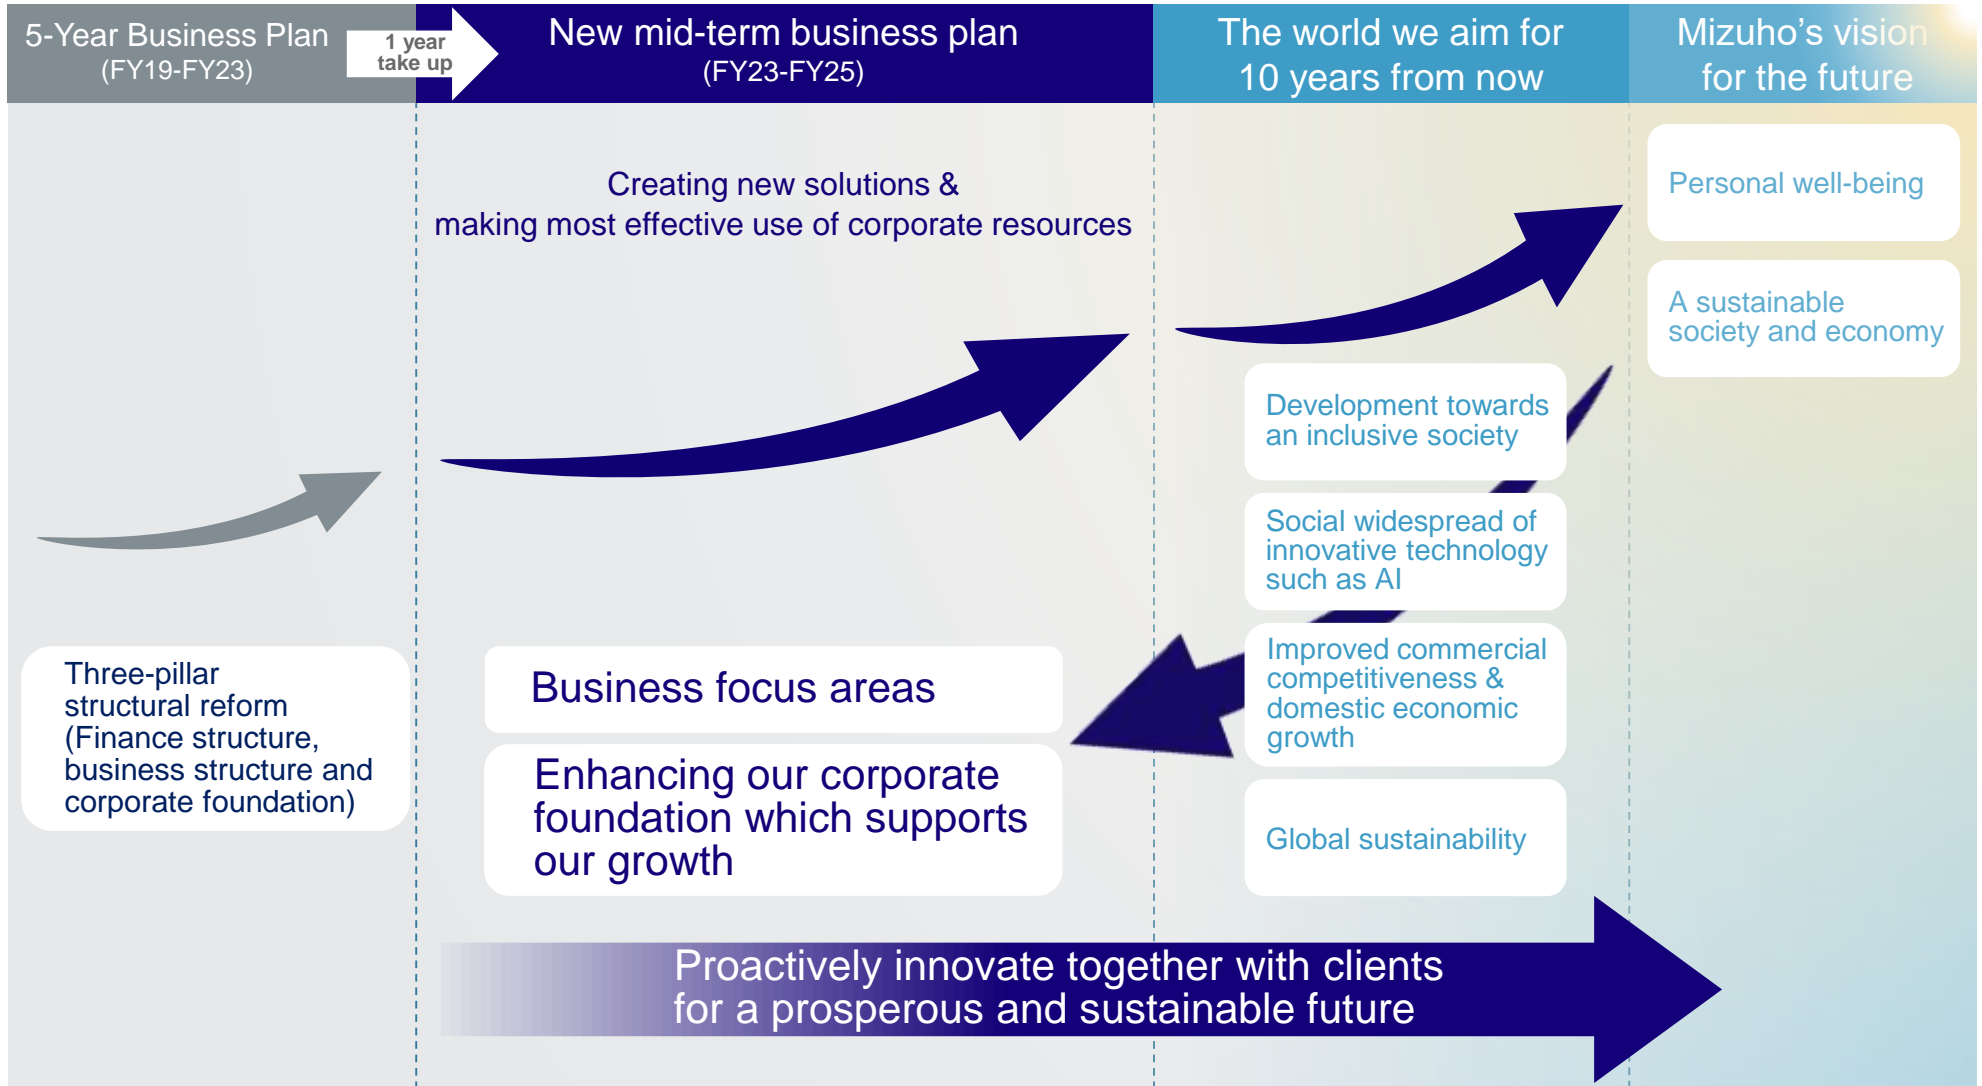 5-Year Business Plan
(FY19-FY23)
1 year
take up
New mid-term business plan
(FY23-FY25)
The world we aim for
10 years from now
Mizuho's vision
for the future
Creating new solutions &
making most effective use of corporate resources
Personal well-being
A sustainable
society and economy
Development towards
an inclusive society
Social widespread of
innovative technology
such as AI
Improved commercial
competitiveness &
domestic economic
growth
Global sustainability
Three-pillar
structural reform
(Finance structure,
business structure and
corporate foundation)
Business focus areas
Enhancing our corporate
foundation which supports
our growth
Proactively innovate together with clients
for a prosperous and sustainable future